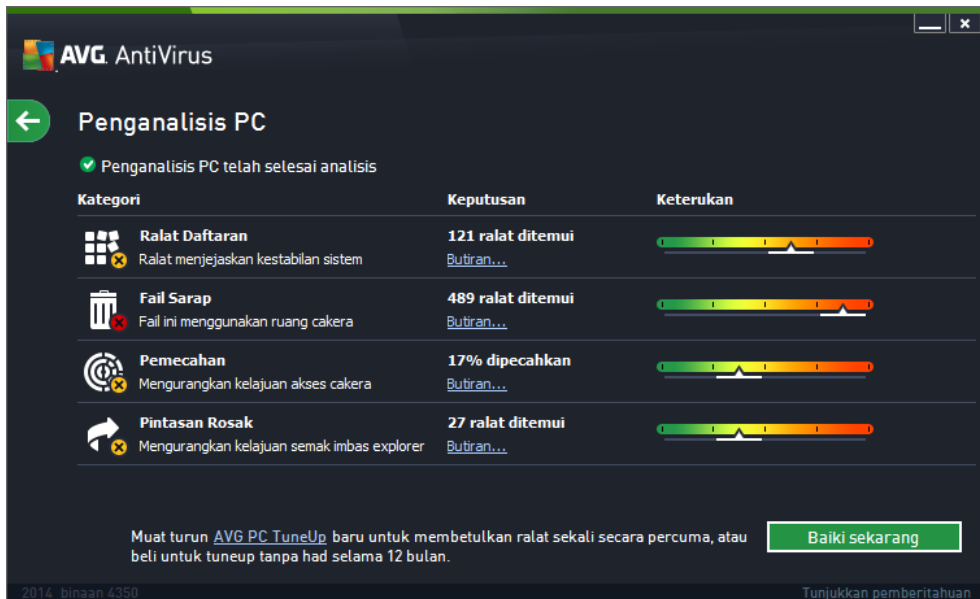 AVG. AntiVirus
Penganalisis PC
Penganalisis PC telah selesai analisis
Kategori Keputusan Keterukan
Ralat Daftaran 121 ralat ditemui
Ralat menjejaskan kestabilan sistem Butiran...
Fail Sarap 489 ralat ditemui
Fail ini menggunakan ruang cakera Butiran...
Pemecahan 17% dipecahkan
Mengurangkan kelajuan akses cakera Butiran...
Pintasan Rosak 27 ralat ditemui
Mengurangkan kelajuan semak imbas explorer Butiran...
Muat turun AVG PC TuneUp baru untuk membetulkan ralat sekali secara percuma, atau
beli untuk tuneup tanpa had selama 12 bulan.
Baiki sekarang
2014 binaan 4350 Tunjukkan pemberitahuan